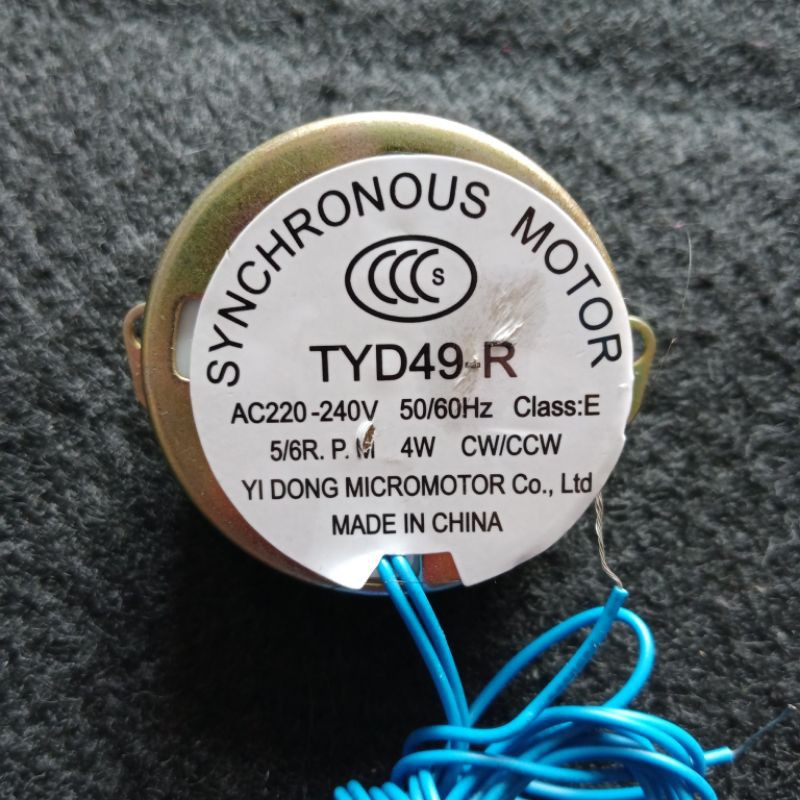 SYNCHRONOUS MOTOR
CCC S
TYD49-R
AC220-240V 50/60Hz Class:E
5/6R. P. M 4W CW/CCW
YI DONG MICROMOTOR Co., Ltd
MADE IN CHINA